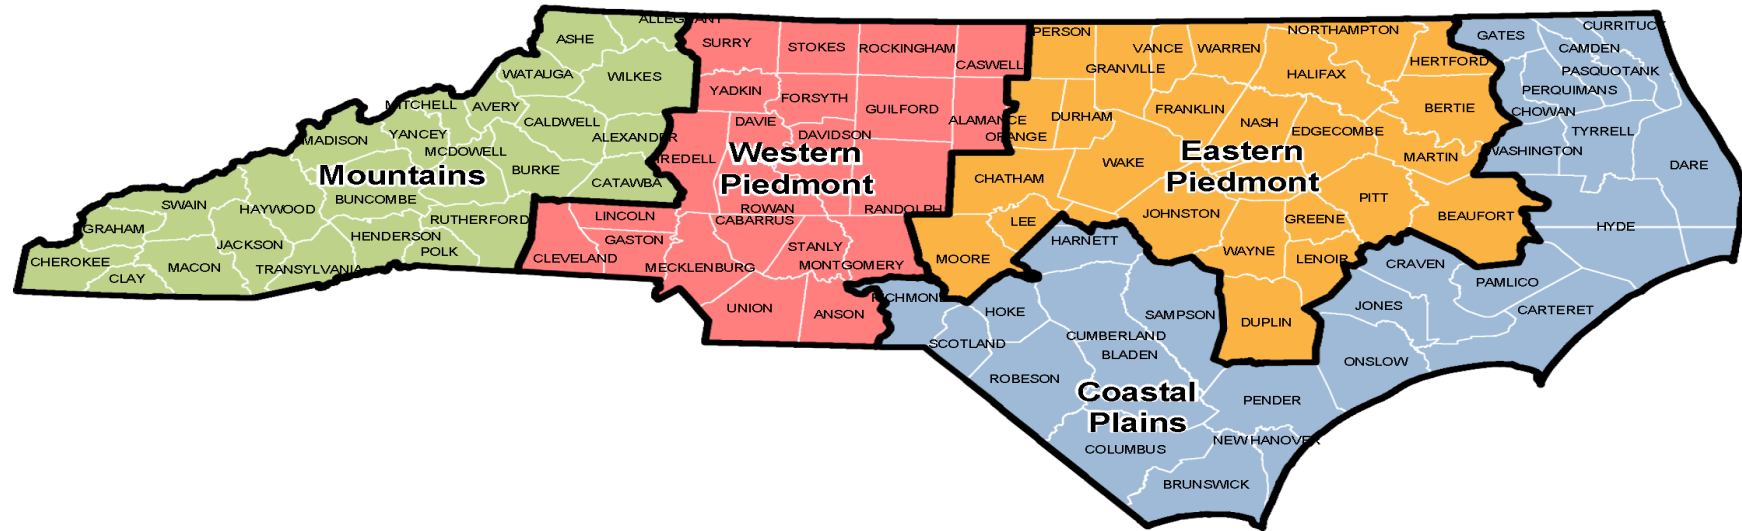 ALLEGHANY
ASHE
WATAUGA
WILKES
MITCHELL
AVERY
CALDWELL
ALEXANDER
MADISON
YANCEY
MCDOWELL
BURKE
CATAWBA
Mountains
BUNCOMBE
SWAIN
HAYWOOD
RUTHERFORD
GRAHAM
HENDERSON
POLK
JACKSON
CHEROKEE
MACON
TRANSYLVANIA
CLAY
SURRY
STOKES
ROCKINGHAM
CASWELL
YADKIN
FORSYTH
GUILFORD
ALAMANCE
DAVIE
DAVIDSON
IREDELL
Western
Piedmont
ROWAN
RANDOLPH
LINCOLN
CABARRUS
GASTON
STANLY
CLEVELAND
MECKLENBURG
MONTGOMERY
UNION
ANSON
PERSON
VANCE
WARREN
NORTHAMPTON
GRANVILLE
HALIFAX
HERTFORD
DURHAM
FRANKLIN
BERTIE
ORANGE
NASH
EDGECOMBE
WAKE
MARTIN
Eastern
Piedmont
CHATHAM
PITT
LEE
JOHNSTON
GREENE
BEAUFORT
MOORE
WAYNE
LENOIR
DUPLIN
GATES
CURRITUCK
CAMDEN
PASQUOTANK
PERQUIMANS
CHOWAN
TYRRELL
WASHINGTON
DARE
HYDE
HARNETT
CRAVEN
PAMLICO
RICHMOND
HOKE
SAMPSON
JONES
CARTERET
SCOTLAND
CUMBERLAND
BLADEN
ONSLOW
ROBESON
Coastal
Plains
PENDER
COLUMBUS
NEW HANOVER
BRUNSWICK